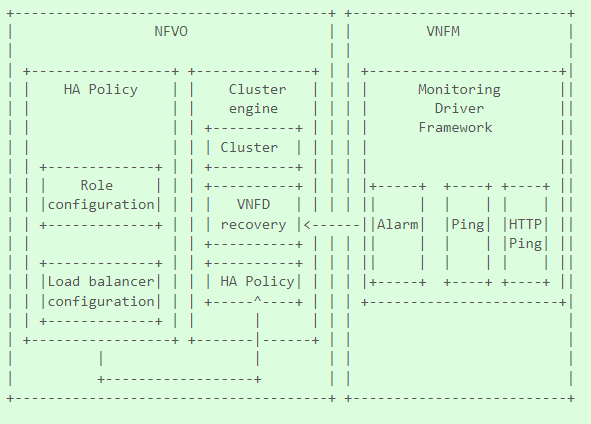 NFVO
VNFM
HA Policy
Cluster
engine
Monitoring
Driver
Framework
Cluster
Role
configuration
VNFD
recovery
Alarm
Ping
HTTP
Ping
Load balancer
configuration
HA Policy